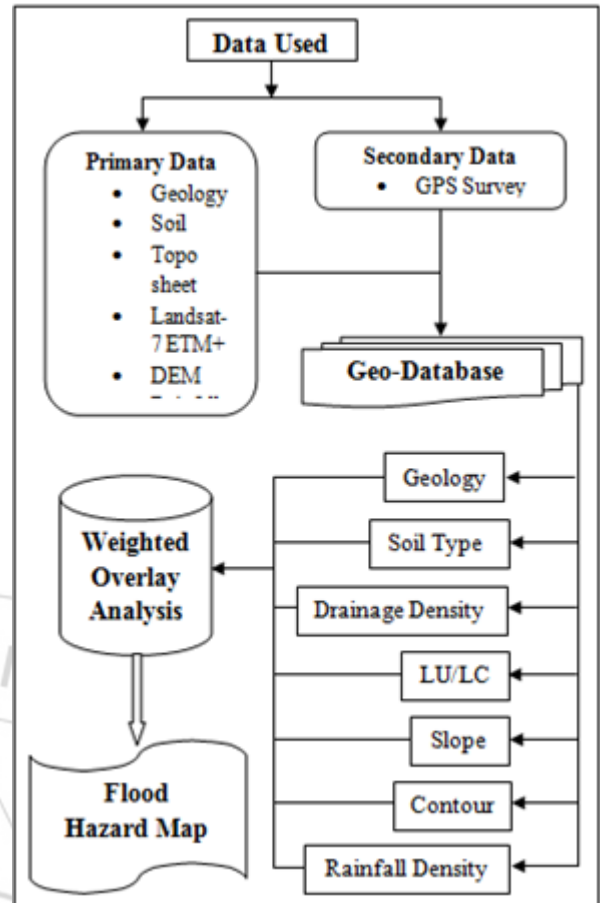 Data Used
Primary Data
• Geology
• Soil
• Topo
sheet
• Landsat-
7 ETM+
• DEM
Secondary Data
• GPS Survey
Geo-Database
Geology
Soil Type
Drainage Density
LU/LC
Slope
Contour
Rainfall Density
Weighted
Overlay
Analysis
Flood
Hazard Map